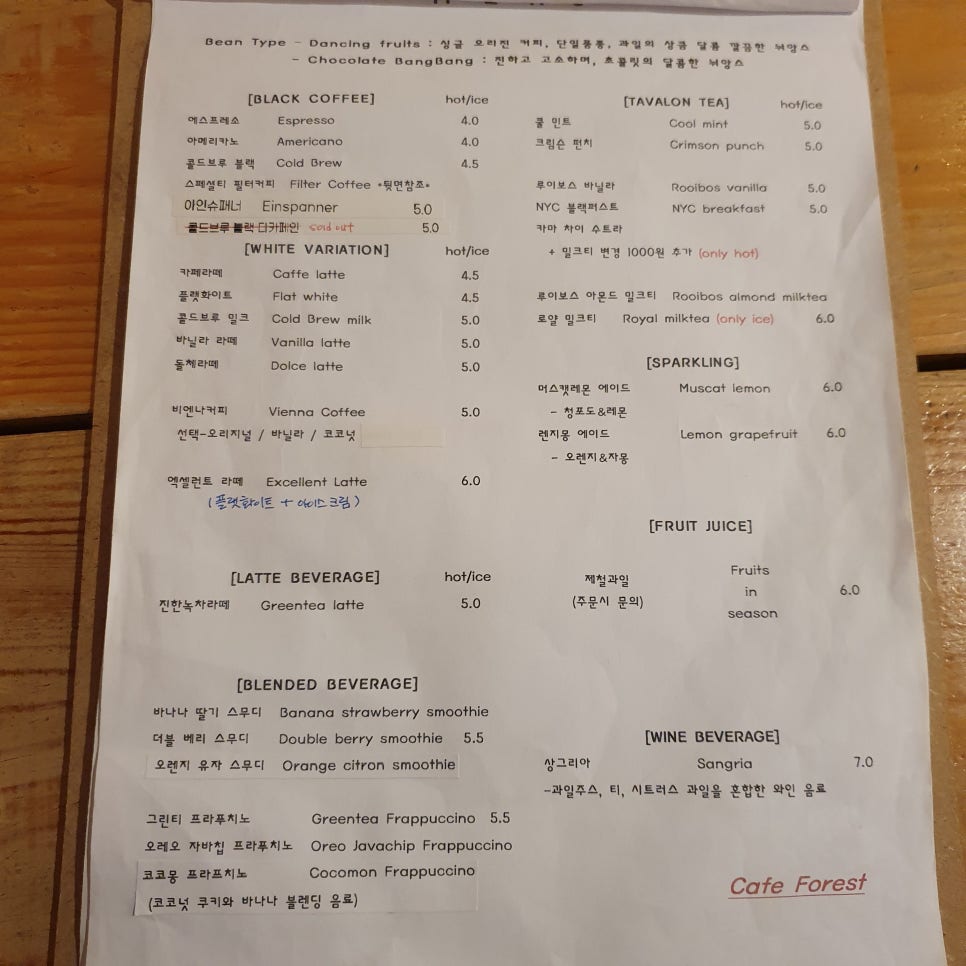 Bean Type - Dancing fruits : 싱글 오리진 커피, 단일품종, 과일의 상큼 달콤 깔끔한 뉘앙스
- Chocolate BangBang : 진하고 고소하며, 초콜릿의 달콤한 뉘앙스
[BLACK COFFEE] hot/ice
에스프레소 Espresso 4.0
아메리카노 Americano 4.0
콜드브루 블랙 Cold Brew 4.5
스페셜티 필터커피 Filter Coffee *뒷면참조*
아인슈패너 Einspanner 5.0
콜드브루 블랙 디카페인 sold out 5.0
[WHITE VARIATION] hot/ice
카페라떼 Caffe latte 4.5
플랫화이트 Flat white 4.5
콜드브루 밀크 Cold Brew milk 5.0
바닐라 라떼 Vanilla latte 5.0
돌체라떼 Dolce latte 5.0
비엔나커피 Vienna Coffee 5.0
선택-오리지널 / 바닐라 / 코코넛
엑셀런트 라떼 Excellent Latte 6.0
(플랫화이트 + 아이스크림)
[LATTE BEVERAGE] hot/ice
진한녹차라떼 Greentea latte 5.0
[BLENDED BEVERAGE]
바나나 딸기 스무디 Banana strawberry smoothie
더블 베리 스무디 Double berry smoothie 5.5
오렌지 유자 스무디 Orange citron smoothie
그린티 프라푸치노 Greentea Frappuccino 5.5
오레오 자바칩 프라푸치노 Oreo Javachip Frappuccino
코코몽 프라프치노 Cocomon Frappuccino
(코코넛 쿠키와 바나나 블렌딩 음료)
[TAVALON TEA] hot/ice
쿨 민트 Cool mint 5.0
크림슨 펀치 Crimson punch 5.0
루이보스 바닐라 Rooibos vanilla 5.0
NYC 블랙퍼스트 NYC breakfast 5.0
카마 차이 수트라
+ 밀크티 변경 1000원 추가 (only hot)
루이보스 아몬드 밀크티 Rooibos almond milktea
로얄 밀크티 Royal milktea (only ice) 6.0
[SPARKLING]
머스캣레몬 에이드 Muscat lemon 6.0
- 청포도&레몬
렌지몽 에이드 Lemon grapefruit 6.0
- 오렌지&자몽
[FRUIT JUICE]
제철과일 Fruits
(주문시 문의) in 6.0
season
[WINE BEVERAGE]
상그리아 Sangria 7.0
-과일주스, 티, 시트러스 과일을 혼합한 와인 음료
Cafe Forest